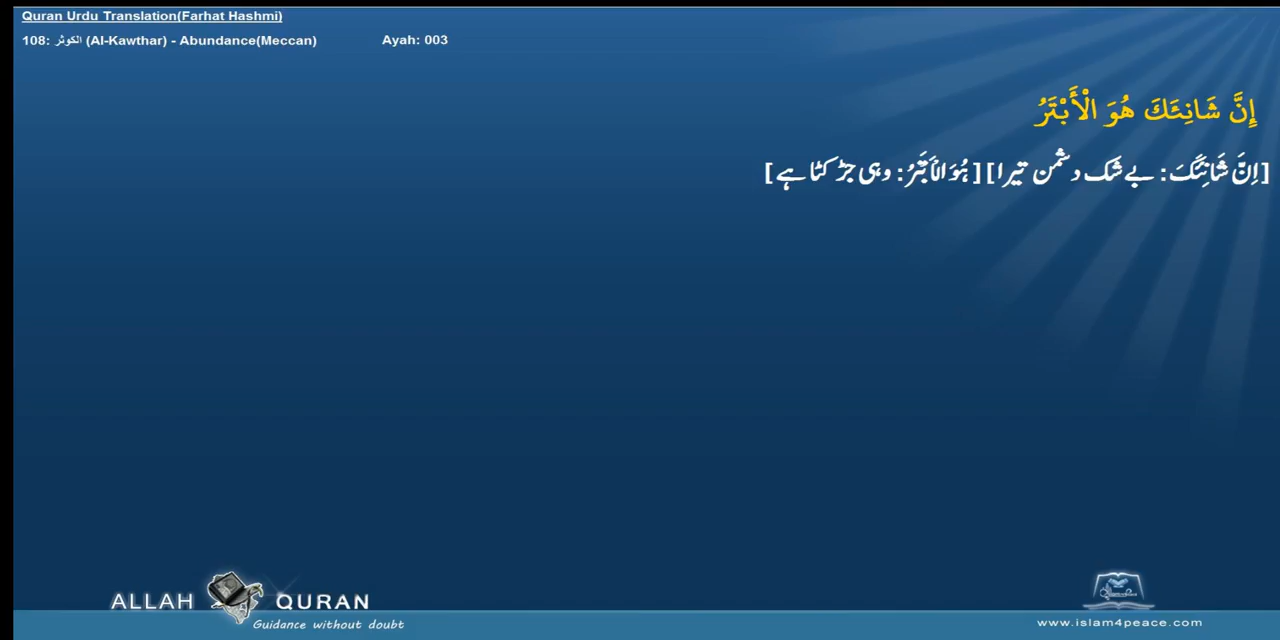 Quran Urdu Translation(Farhat Hashmi)
108: الكوثر (Al-Kawthar) - Abundance(Meccan) Ayah: 003
إِنَّ شَانِئَكَ هُوَ الْأَبْتَرُ
[اِنَّ شَانِئَكَ: بے شک دشمن تیرا] [ہُوَ الْاَبْتَرُ: وہی جڑ کٹا ہے]
ALLAH QURAN
Guidance without doubt
www.islam4peace.com